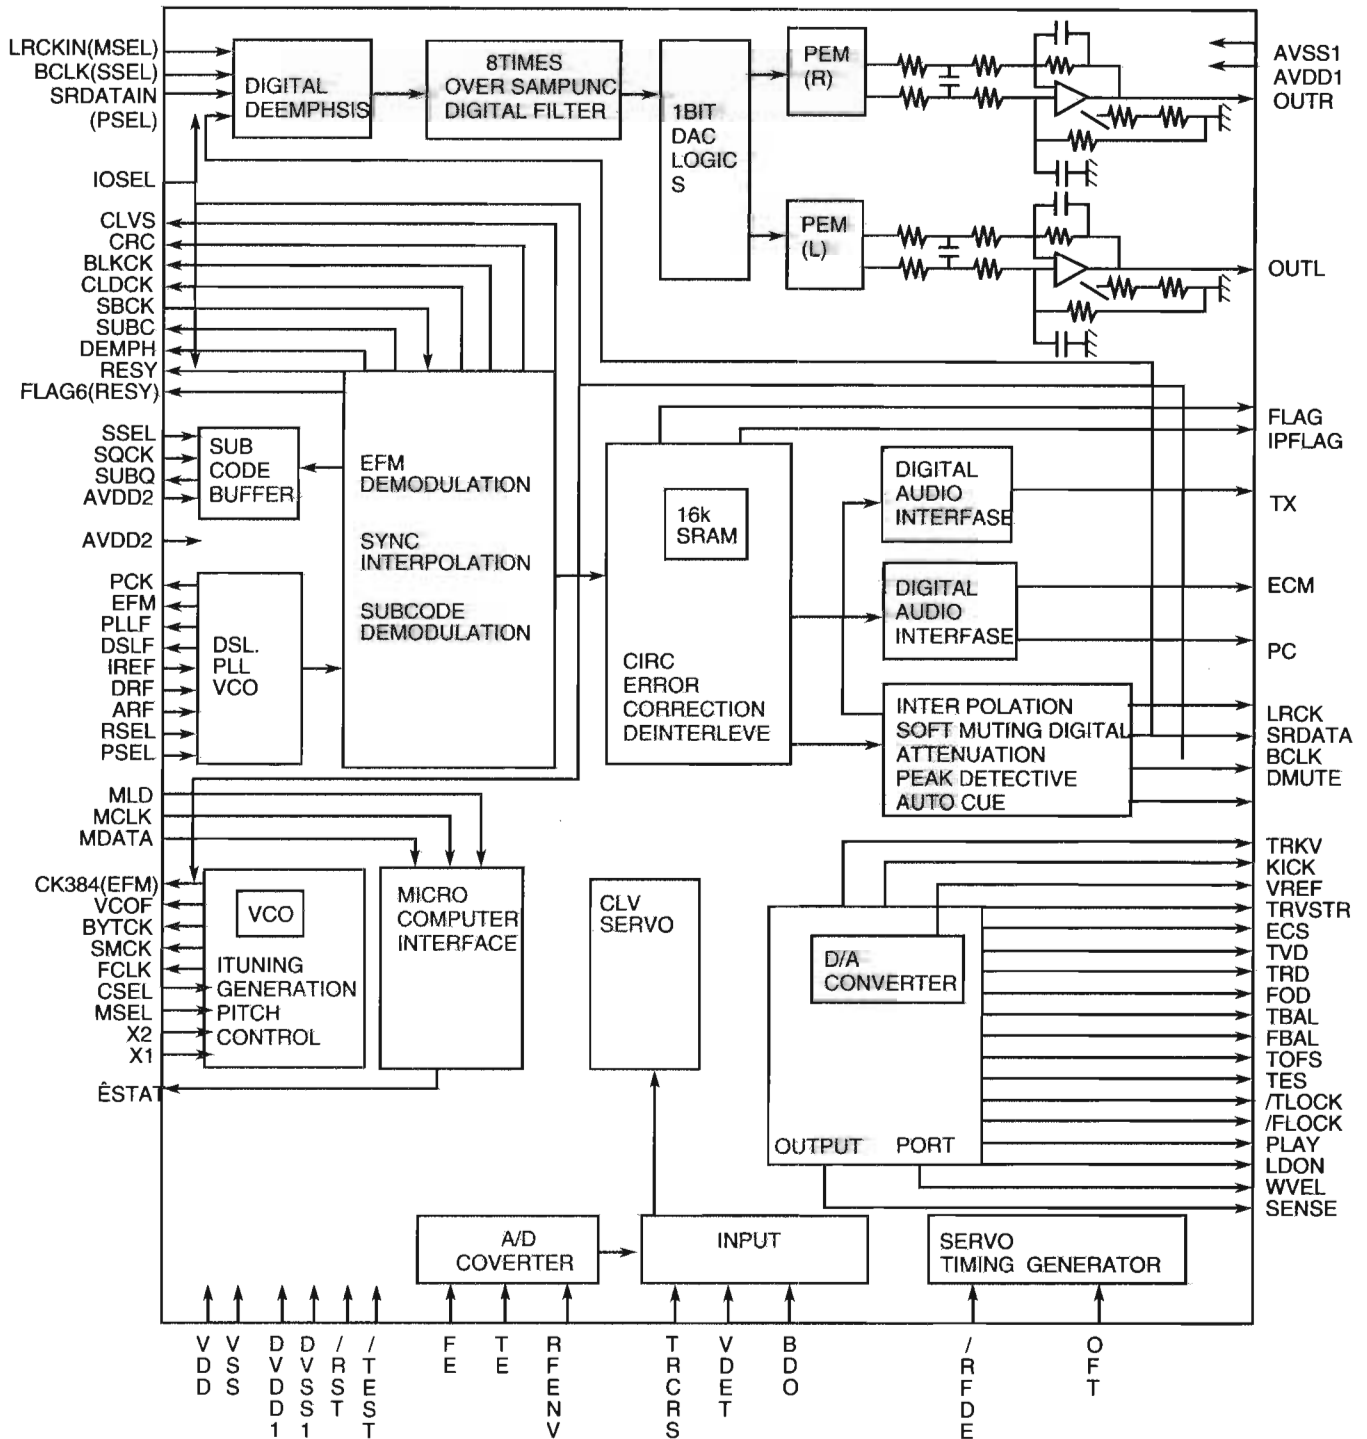 LRCKIN(MSEL)
BCLK(SSEL)
SRDATAIN
(PSEL)
IOSEL
CLVS
CRC
BLKCK
CLDCK
SBCK
SUBC
DEMPH
RESY
FLAG6(RESY)
SSEL
SQCK
SUBQ
AVDD2
AVDD2
PCK
EFM
PLLF
DSLF
IREF
DRF
ARF
RSEL
PSEL
MLD
MCLK
MDATA
CK384(EFM)
VCOF
BYTCK
SMCK
FCLK
CSEL
MSEL
X2
X1
ÊSTAT
DIGITAL
DEEMPHSIS
8TIMES
OVER SAMPUNC
DIGITAL FILTER
1BIT
DAC
LOGIC
S
PEM
(R)
PEM
(L)
AVSS1
AVDD1
OUTR
OUTL
SUB
CODE
BUFFER
EFM
DEMODULATION
SYNC
INTERPOLATION
SUBCODE
DEMODULATION
DSL.
PLL
VCO
16k
SRAM
CIRC
ERROR
CORRECTION
DEINTERLEVE
DIGITAL
AUDIO
INTERFASE
DIGITAL
AUDIO
INTERFASE
INTER POLATION
SOFT MUTING DIGITAL
ATTENUATION
PEAK DETECTIVE
AUTO CUE
FLAG
IPFLAG
TX
ECM
PC
LRCK
SRDATA
BCLK
DMUTE
VCO
ITUNING
GENERATION
PITCH
CONTROL
MICRO
COMPUTER
INTERFACE
CLV
SERVO
D/A
CONVERTER
OUTPUT PORT
TRKV
KICK
VREF
TRVSTR
ECS
TVD
TRD
FOD
TBAL
FBAL
TOFS
TES
/TLOCK
/FLOCK
PLAY
LDON
WVEL
SENSE
A/D
COVERTER
INPUT
SERVO
TIMING GENERATOR
VDD
VSS
DVDD1
DVSS1
/RST
/TEST
FE
TE
RFENV
TRCRS
VDET
BDO
/RFDE
OFT